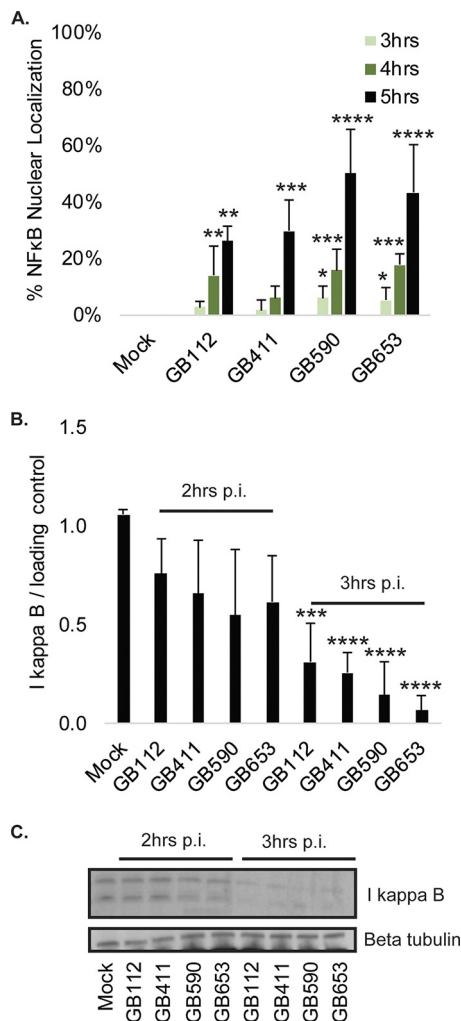 A.
100%
80%
60%
40%
20%
0%
% NFκB Nuclear Localization
3hrs
4hrs
5hrs
** ** *** * *** **** * *** ****
Mock GB112 GB411 GB590 GB653
B.
1.5
1.0
0.5
0.0
I kappa B / loading control
2hrs p.i.
3hrs p.i.
*** **** **** ****
Mock GB112 GB411 GB590 GB653 GB112 GB411 GB590 GB653
C.
2hrs p.i. 3hrs p.i.
I kappa B
Beta tubulin
Mock GB112 GB411 GB590 GB653 GB112 GB411 GB590 GB653